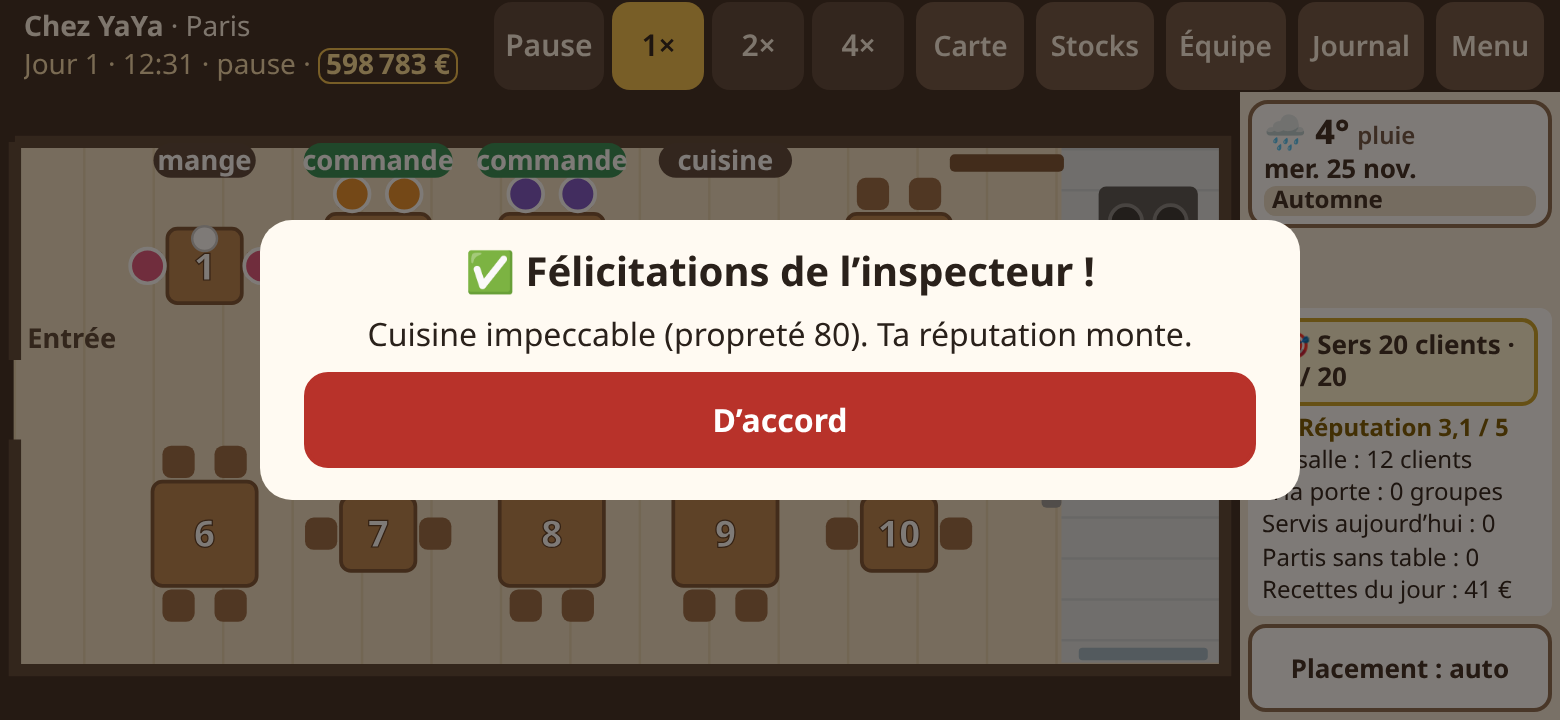 Chez YaYa · Paris
Jour 1 · 12:31 · pause · 598 783 €
Pause
1×
2×
4×
Carte
Stocks
Équipe
Journal
Menu
mange
commande
commande
cuisine
1
Entrée
6
7
8
9
10
✅ Félicitations de l’inspecteur !
Cuisine impeccable (propreté 80). Ta réputation monte.
D’accord
🌧️ 4° pluie
mer. 25 nov.
Automne
🎯 Sers 20 clients ·
/ 20
Réputation 3,1 / 5
salle : 12 clients
la porte : 0 groupes
Servis aujourd’hui : 0
Partis sans table : 0
Recettes du jour : 41 €
Placement : auto